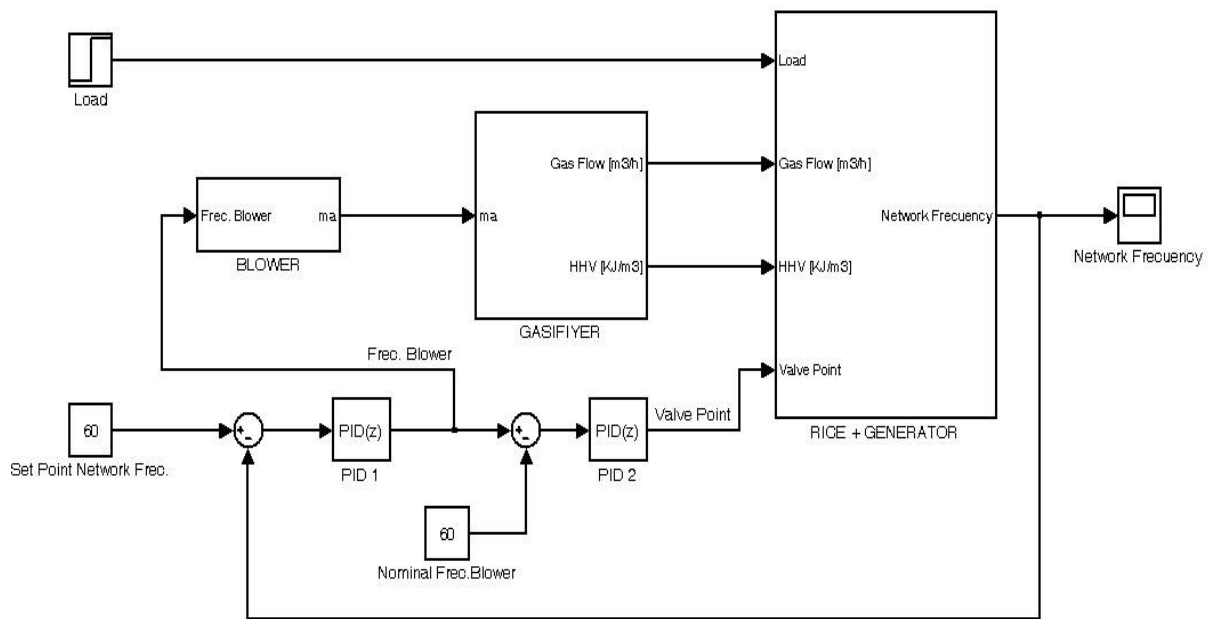 Load
Load
Gas Flow [m3/h]
Gas Flow [m3/h]
Frec. Blower
ma
ma
Network Frecuency
BLOWER
Network Frecuency
HHV [KJ/m3]
HHV [KJ/m3]
GASIFIYER
Frec. Blower
Valve Point
60
+
-
PID(z)
+
-
PID(z)
Valve Point
RICE + GENERATOR
Set Point Network Frec.
PID 1
PID 2
60
Nominal Frec.Blower